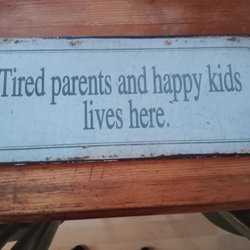 Tired parents and happy kids
lives here.